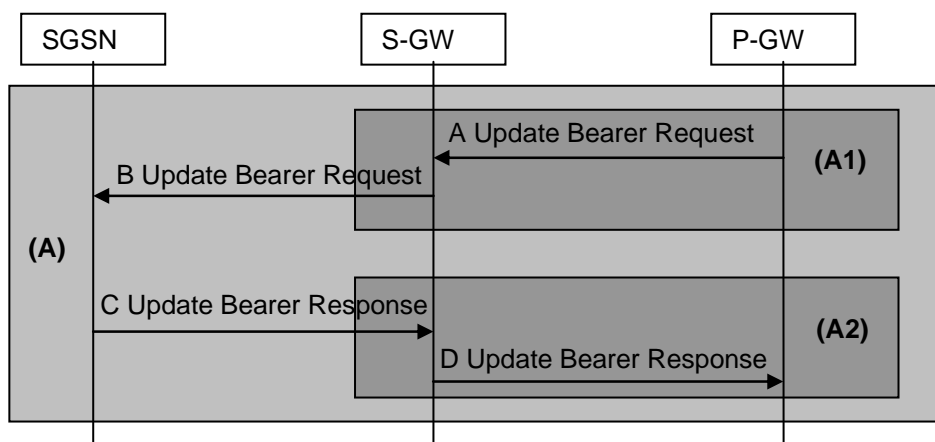 SGSN
S-GW
P-GW
A Update Bearer Request
(A1)
B Update Bearer Request
(A)
C Update Bearer Response
(A2)
D Update Bearer Response